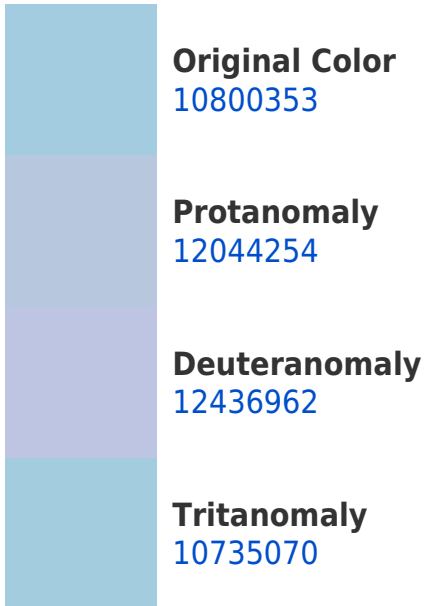 Original Color
10800353
Protanomaly
12044254
Deuteranomaly
12436962
Tritanomaly
10735070